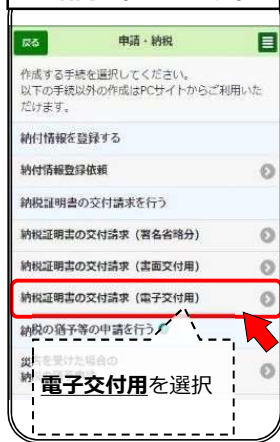 戻る 申請・納税
作成する手続を選択してください。
以下の手続以外の作成はPCサイトからご利用いた
だけます。
納付情報を登録する
納付情報登録依頼
納税証明書の交付請求を行う
納税証明書の交付請求（署名省略分）
納税証明書の交付請求（書面交付用）
納税証明書の交付請求（電子交付用）
納税の猶予等の申請を行う
を受けた場合の
電子交付用を選択